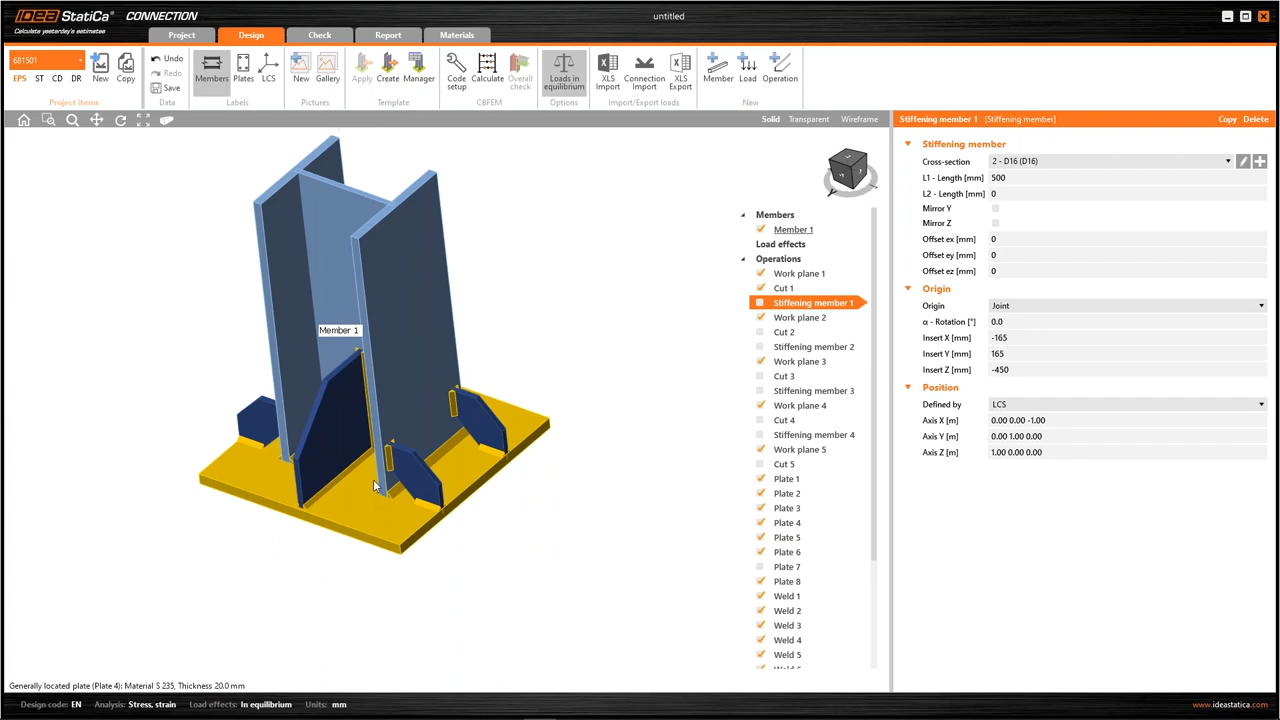 IDEA StatiCa® CONNECTION
Calculate yesterday's estimates
untitled
Project Design Check Report Materials
681501
EPS ST CD DR
New Copy
Undo
Redo
Save
Members Plates LCS
New Gallery
Apply Create Manager
Code setup Calculate Overall check
Loads in equilibrium
XLS Import Connection Import XLS Export
Member Load Operation
Project items Data Labels Pictures Template CBFEM Options Import/Export loads New
Solid Transparent Wireframe
Member 1
Members
Member 1
Load effects
Operations
Work plane 1
Cut 1
Stiffening member 1
Work plane 2
Cut 2
Stiffening member 2
Work plane 3
Cut 3
Stiffening member 3
Work plane 4
Cut 4
Stiffening member 4
Work plane 5
Cut 5
Plate 1
Plate 2
Plate 3
Plate 4
Plate 5
Plate 6
Plate 7
Plate 8
Weld 1
Weld 2
Weld 3
Weld 4
Weld 5
Stiffening member 1 [Stiffening member] Copy Delete
Stiffening member
Cross-section 2 - D16 (D16)
L1 - Length [mm] 500
L2 - Length [mm] 0
Mirror Y
Mirror Z
Offset ex [mm] 0
Offset ey [mm] 0
Offset ez [mm] 0
Origin
Origin Joint
α - Rotation [°] 0.0
Insert X [mm] -165
Insert Y [mm] 165
Insert Z [mm] -450
Position
Defined by LCS
Axis X [m] 0.00 0.00 -1.00
Axis Y [m] 0.00 1.00 0.00
Axis Z [m] 1.00 0.00 0.00
Generally located plate (Plate 4): Material S 235, Thickness 20.0 mm
Design code: EN Analysis: Stress, strain Load effects: In equilibrium Units: mm
www.ideastatica.com